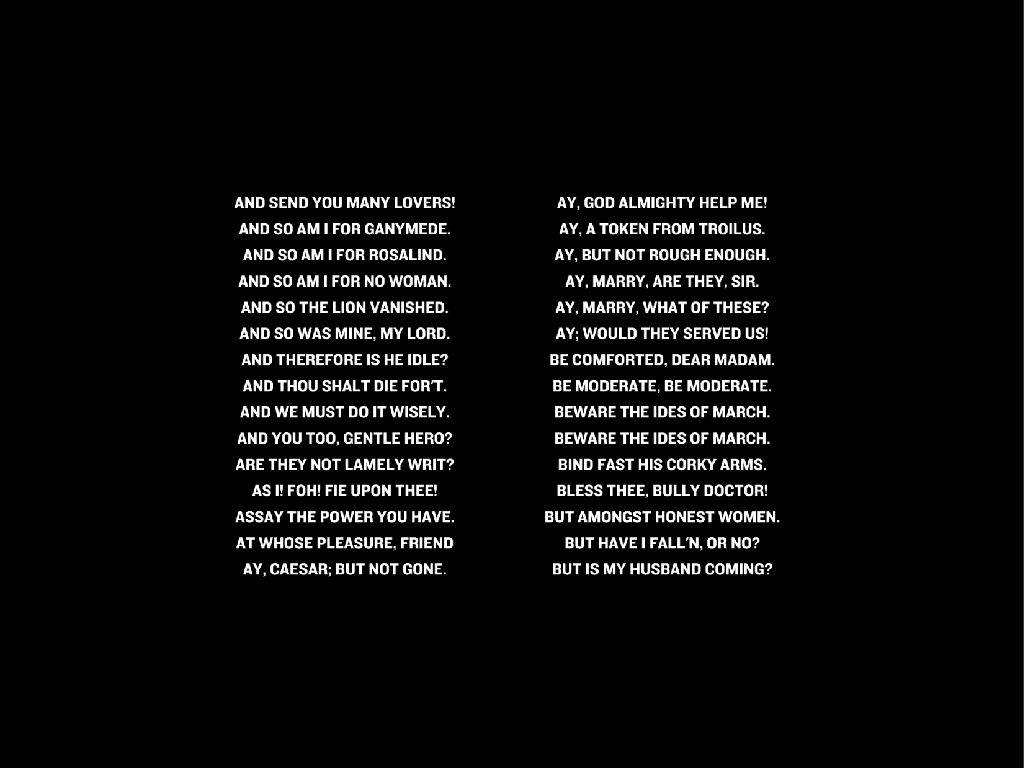 AND SEND YOU MANY LOVERS!
AND SO AM I FOR GANYMEDE.
AND SO AM I FOR ROSALIND.
AND SO AM I FOR NO WOMAN.
AND SO THE LION VANISHED.
AND SO WAS MINE, MY LORD.
AND THEREFORE IS HE IDLE?
AND THOU SHALT DIE FOR'T.
AND WE MUST DO IT WISELY.
AND YOU TOO, GENTLE HERO?
ARE THEY NOT LAMELY WRIT?
AS I! FOH! FIE UPON THEE!
ASSAY THE POWER YOU HAVE.
AT WHOSE PLEASURE, FRIEND
AY, CAESAR; BUT NOT GONE.
AY, GOD ALMIGHTY HELP ME!
AY, A TOKEN FROM TROILUS.
AY, BUT NOT ROUGH ENOUGH.
AY, MARRY, ARE THEY, SIR.
AY, MARRY, WHAT OF THESE?
AY; WOULD THEY SERVED US!
BE COMFORTED, DEAR MADAM.
BE MODERATE, BE MODERATE.
BEWARE THE IDES OF MARCH.
BEWARE THE IDES OF MARCH.
BIND FAST HIS CORKY ARMS.
BLESS THEE, BULLY DOCTOR!
BUT AMONGST HONEST WOMEN.
BUT HAVE I FALL'N, OR NO?
BUT IS MY HUSBAND COMING?